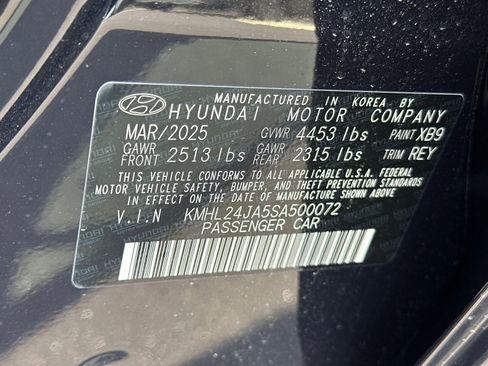 MANUFACTURED IN KOREA BY
HYUNDAI MOTOR COMPANY
MAR/2025 GVWR 4453 lbs PAINT XB9
GAWR FRONT 2513 lbs GAWR REAR 2315 lbs TRIM REY
THIS VEHICLE CONFORMS TO ALL APPLICABLE U.S.A. FEDERAL
MOTOR VEHICLE SAFETY, BUMPER, AND THEFT PREVENTION STANDARDS
IN EFFECT ON THE DATE OF MANUFACTURE SHOWN ABOVE.
V.I.N KMHL24JA5SA500072
PASSENGER CAR